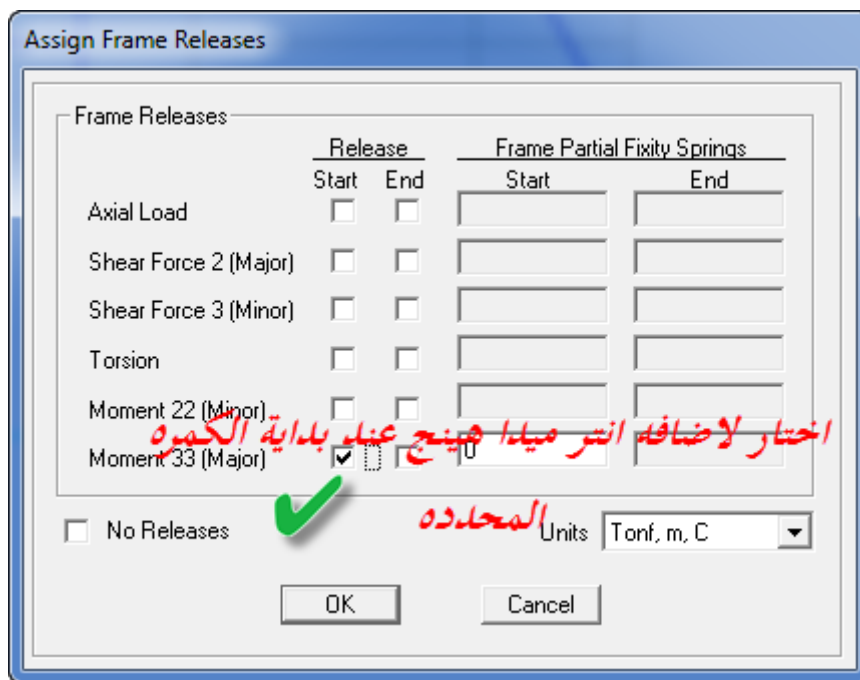 Assign Frame Releases
Frame Releases
Release Frame Partial Fixity Springs
Start End Start End
Axial Load
Shear Force 2 (Major)
Shear Force 3 (Minor)
Torsion
Moment 22 (Minor)
اختار لاضافه انتر ميدا هينج عند بداية الكمره
Moment 33 (Major) 0
المحدده
No Releases Units Tonf, m, C
OK Cancel